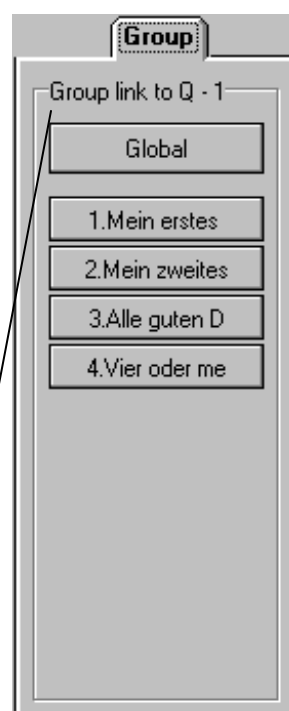 Group
Group link to Q - 1
Global
1.Mein erstes
2.Mein zweites
3.Alle guten D
4.Vier oder me